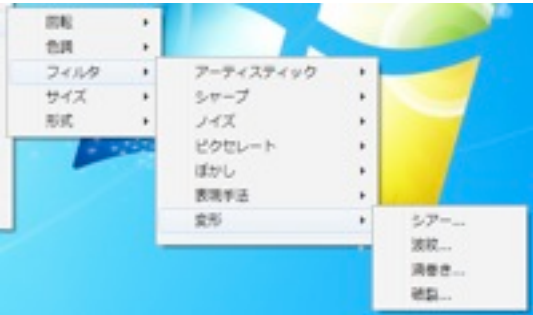 回転
色調
フィルタ
サイズ
形式
アーティスティック
シャープ
ノイズ
ピクセレート
ぼかし
表現手法
変形
シアー...
波紋...
渦巻き...